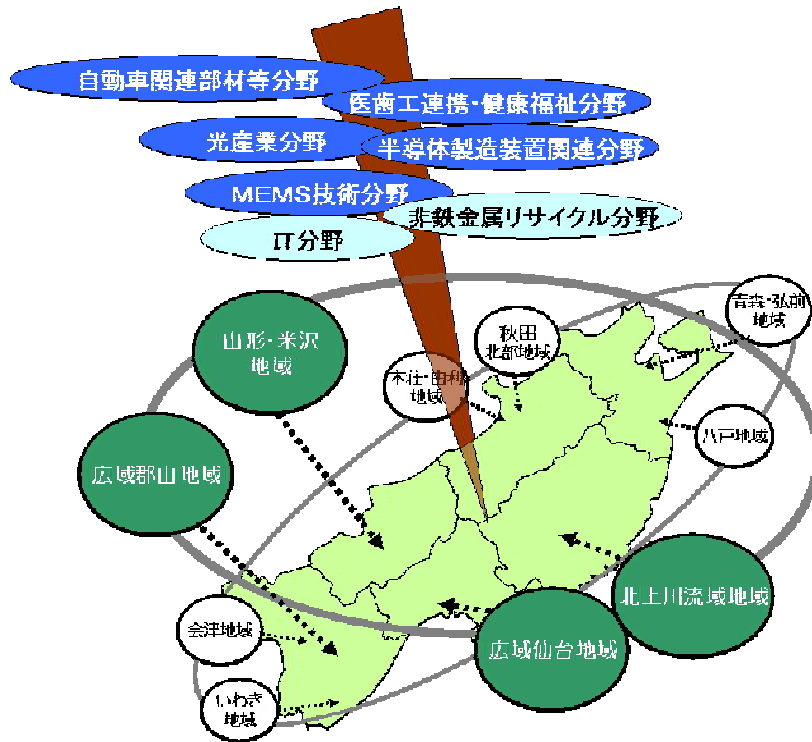 自動車関連部材等分野
医歯工連携・健康福祉分野
光産業分野
半導体製造装置関連分野
MEMS技術分野
非鉄金属リサイクル分野
IT分野
青森・弘前
地域
秋田
北部地域
山形・米沢
地域
本荘・由利
地域
八戸地域
広域郡山地域
北上川流域地域
会津地域
広域仙台地域
いわき
地域